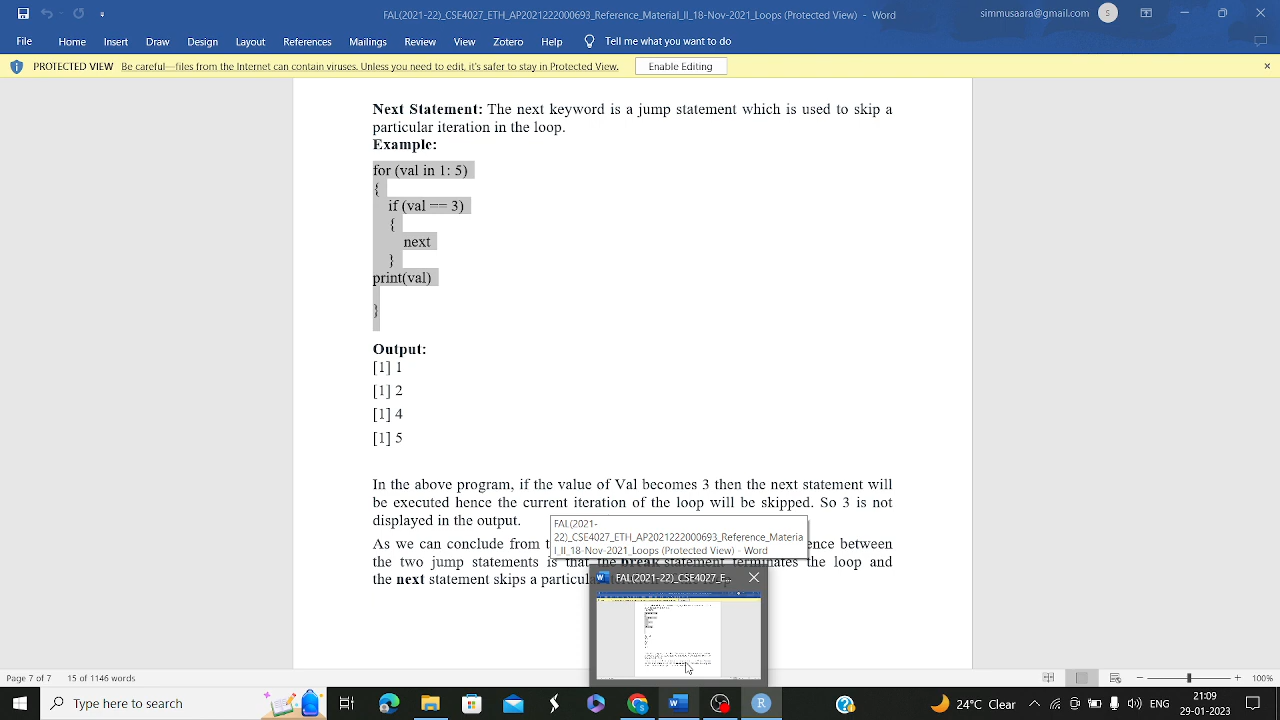 FAL(2021-22)_CSE4027_ETH_AP2021222000693_Reference_Material_II_18-Nov-2021_Loops (Protected View) - Word
simmusaara@gmail.com
S
File Home Insert Draw Design Layout References Mailings Review View Zotero Help Tell me what you want to do
PROTECTED VIEW Be careful—files from the Internet can contain viruses. Unless you need to edit, it's safer to stay in Protected View. Enable Editing
Next Statement: The next keyword is a jump statement which is used to skip a
particular iteration in the loop.
Example:
for (val in 1: 5)
{
if (val == 3)
{
next
}
print(val)
}
Output:
[1] 1
[1] 2
[1] 4
[1] 5
In the above program, if the value of Val becomes 3 then the next statement will
be executed hence the current iteration of the loop will be skipped. So 3 is not
displayed in the output.
FAL(2021-
22)_CSE4027_ETH_AP2021222000693_Reference_Materia
l_II_18-Nov-2021_Loops (Protected View) - Word
As we can conclude from t
ence between
the two jump statements is that the break statement terminates the loop and
the next statement skips a particula
FAL(2021-22)_CSE4027_E...
Page 7 of 7 15 of 1146 words
100%
Type here to search
24°C Fog
ENG
21:09
29-01-2023